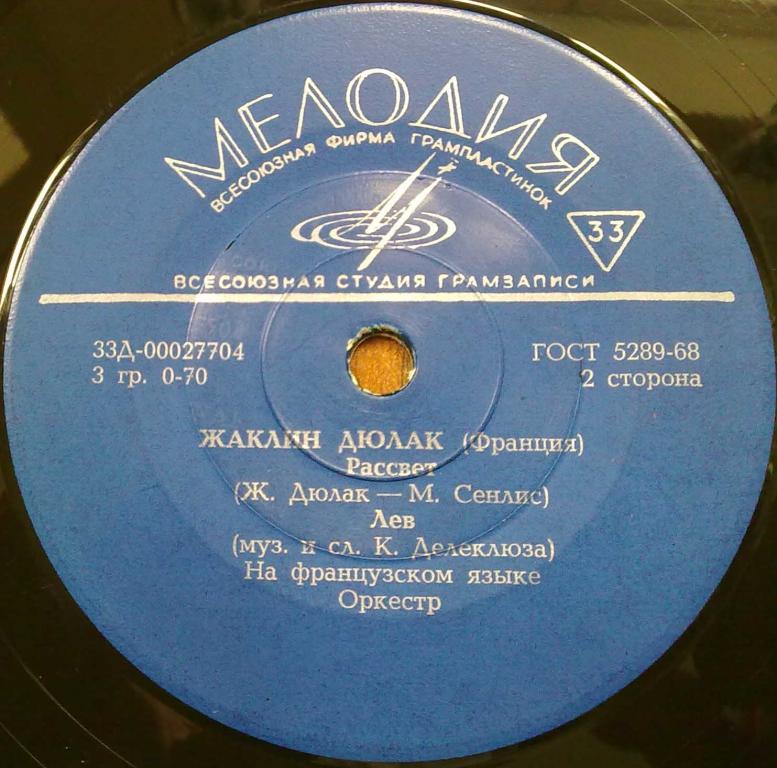 МЕЛОДИЯ
ВСЕСОЮЗНАЯ ФИРМА ГРАМПЛАСТИНОК
33
ВСЕСОЮЗНАЯ СТУДИЯ ГРАМЗАПИСИ
33Д-00027704 ГОСТ 5289-68
3 гр. 0-70 2 сторона
ЖАКЛИН ДЮЛАК (Франция)
Рассвет
(Ж. Дюлак — М. Сенлис)
Лев
(муз. и сл. К. Делеклюза)
На французском языке
Оркестр